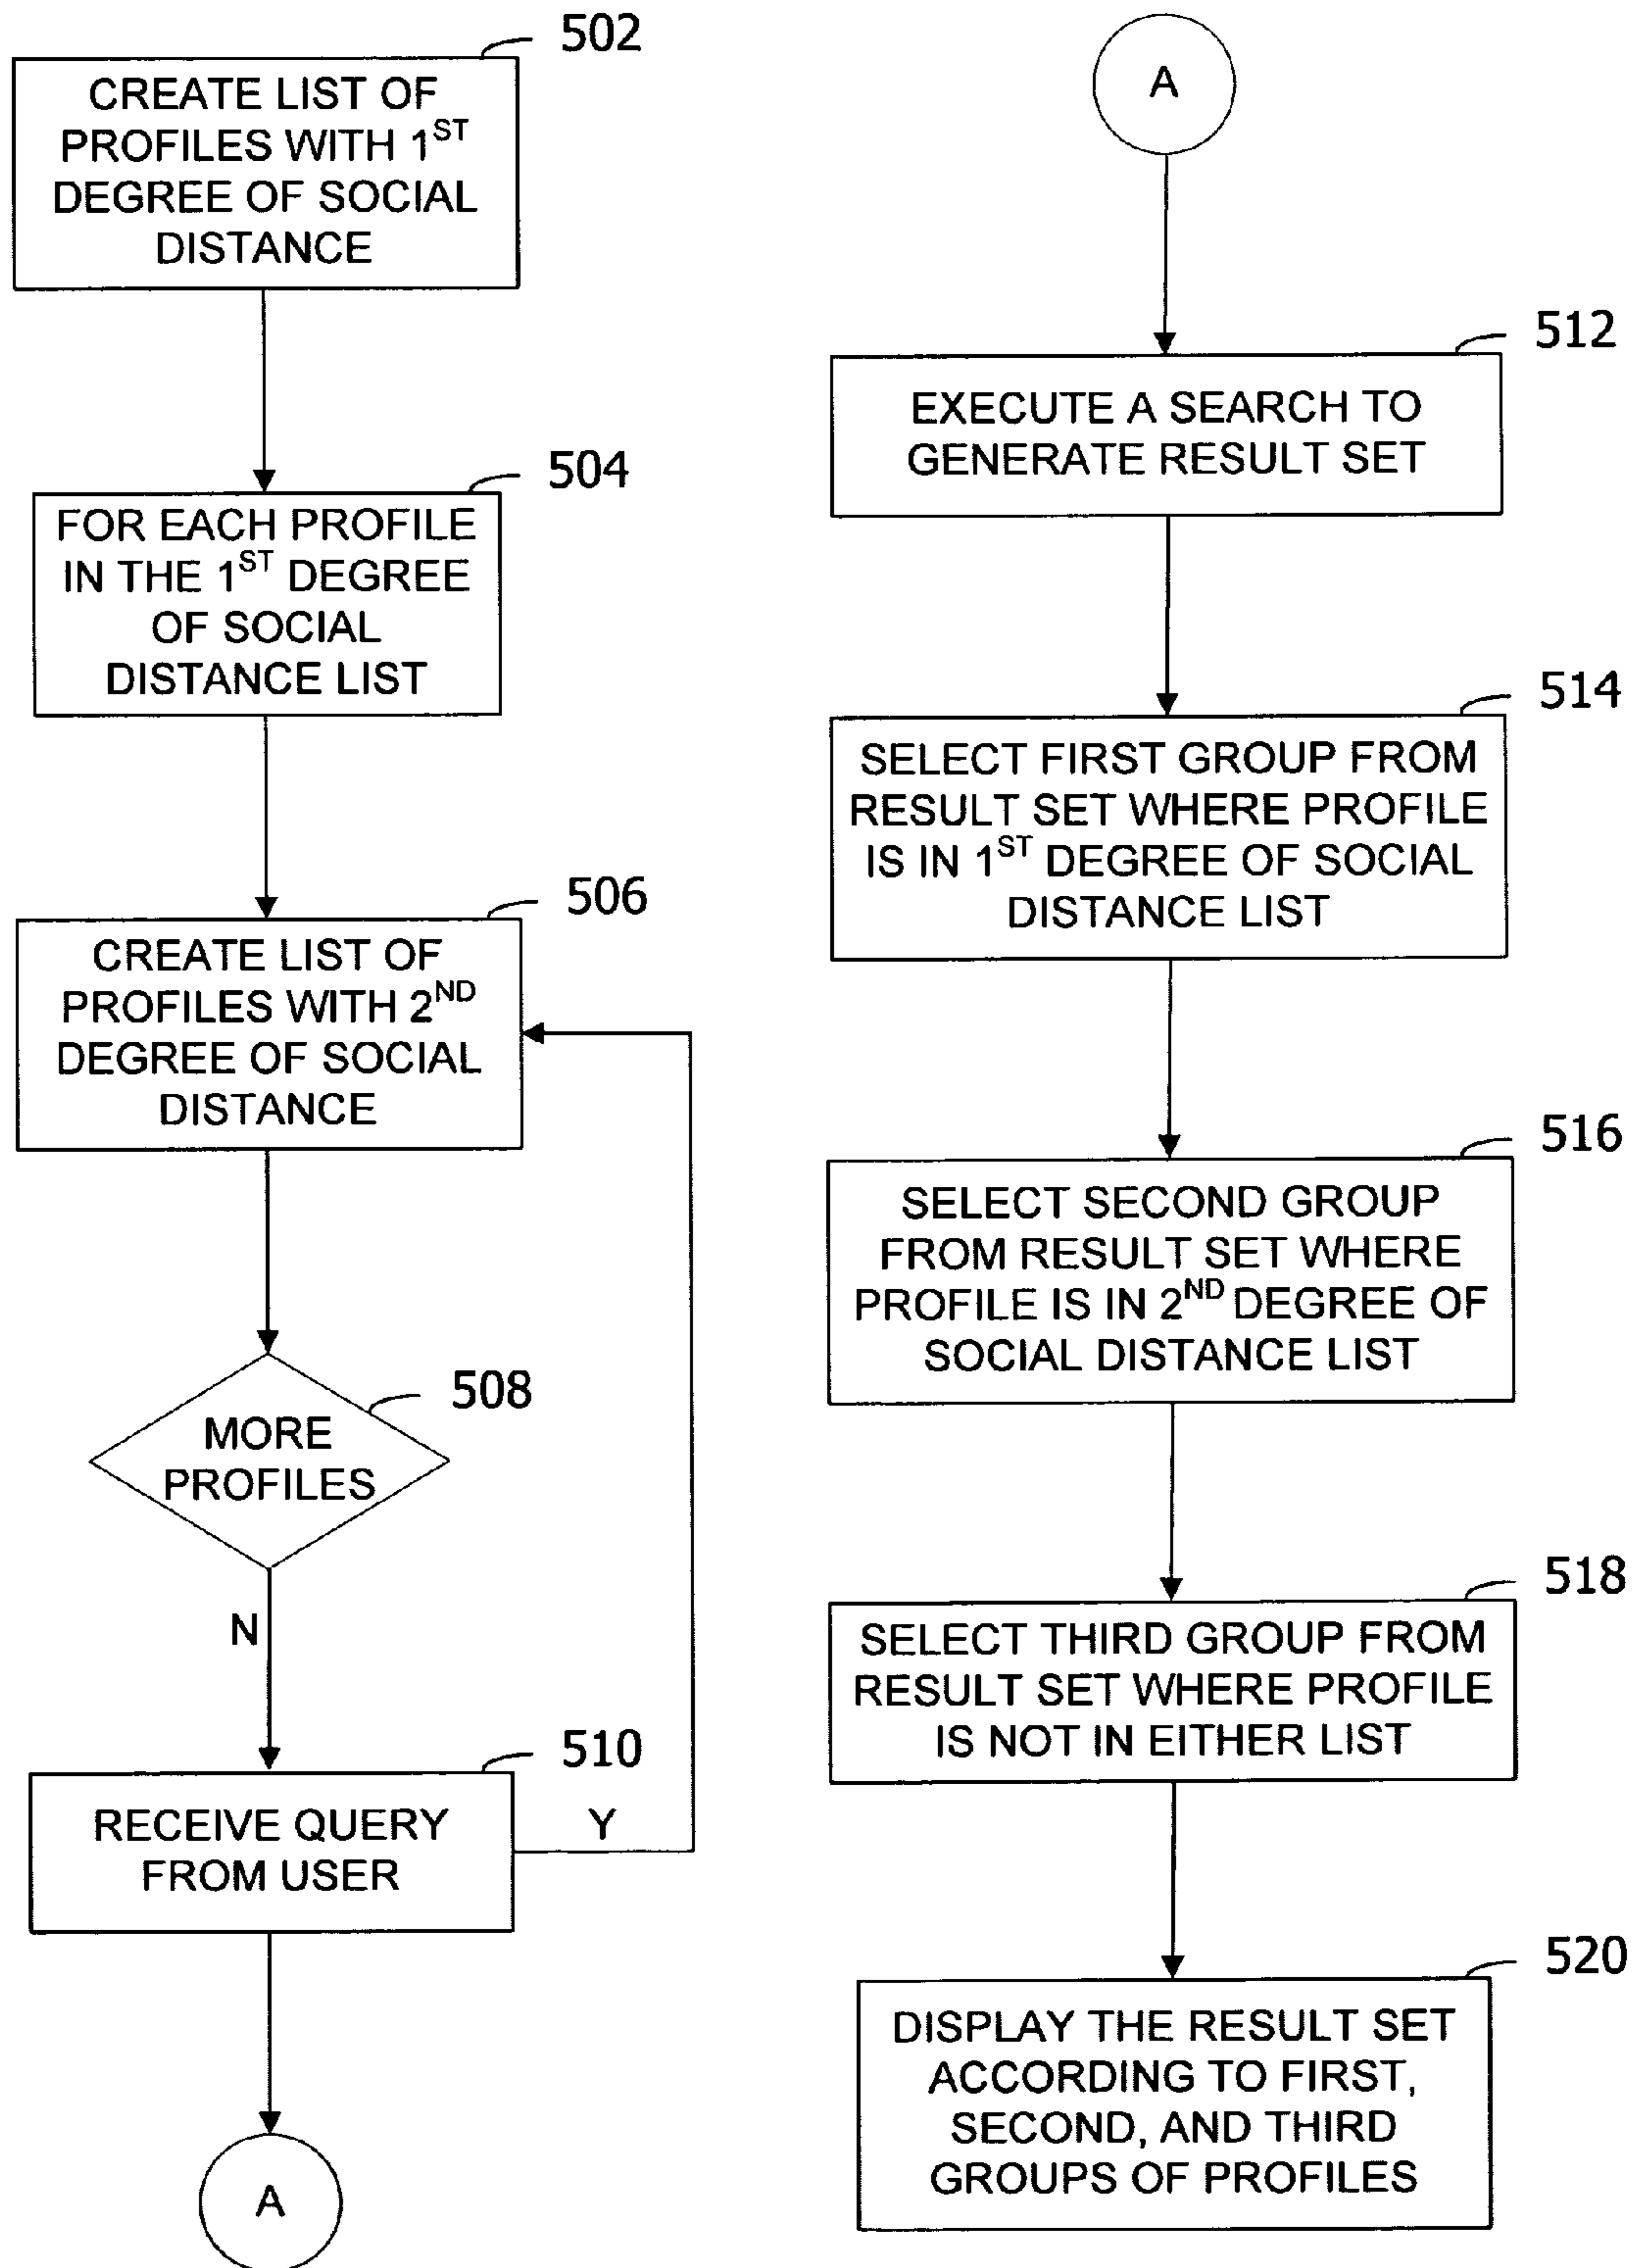 502
CREATE LIST OF
PROFILES WITH 1ST
DEGREE OF SOCIAL
DISTANCE
504
FOR EACH PROFILE
IN THE 1ST DEGREE
OF SOCIAL
DISTANCE LIST
506
CREATE LIST OF
PROFILES WITH 2ND
DEGREE OF SOCIAL
DISTANCE
508
MORE
PROFILES
N
510
RECEIVE QUERY
FROM USER
Y
A
A
512
EXECUTE A SEARCH TO
GENERATE RESULT SET
514
SELECT FIRST GROUP FROM
RESULT SET WHERE PROFILE
IS IN 1ST DEGREE OF SOCIAL
DISTANCE LIST
516
SELECT SECOND GROUP
FROM RESULT SET WHERE
PROFILE IS IN 2ND DEGREE OF
SOCIAL DISTANCE LIST
518
SELECT THIRD GROUP FROM
RESULT SET WHERE PROFILE
IS NOT IN EITHER LIST
520
DISPLAY THE RESULT SET
ACCORDING TO FIRST,
SECOND, AND THIRD
GROUPS OF PROFILES